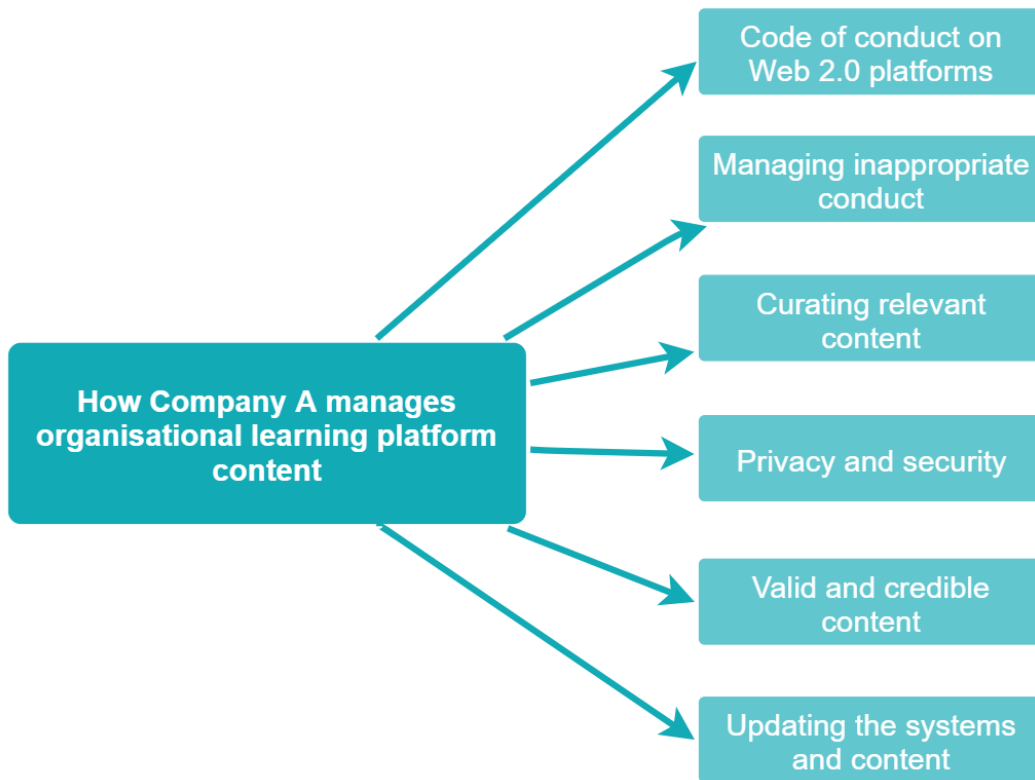 Code of conduct on
Web 2.0 platforms
Managing inappropriate
conduct
Curating relevant
content
How Company A manages
organisational learning platform
content
Privacy and security
Valid and credible
content
Updating the systems
and content